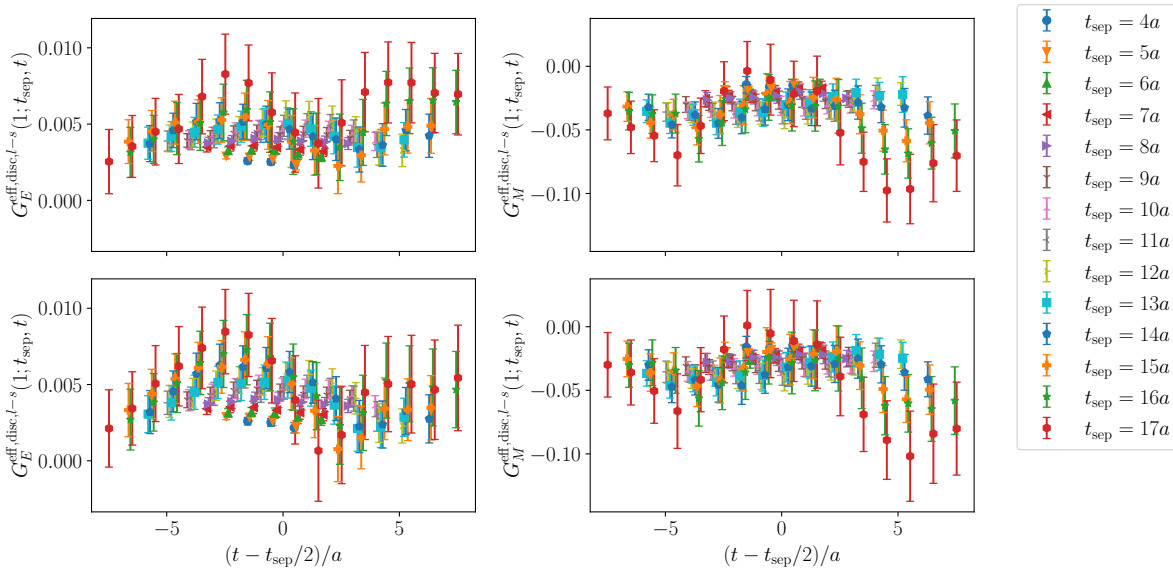 0.010
0.005
0.000
G_E^{eff,disc,l−s}(1; t_sep, t)
0.00
−0.05
−0.10
G_M^{eff,disc,l−s}(1; t_sep, t)
0.010
0.005
0.000
G_E^{eff,disc,l−s}(1; t_sep, t)
−5
0
5
(t − t_sep/2)/a
0.00
−0.05
−0.10
G_M^{eff,disc,l−s}(1; t_sep, t)
−5
0
5
(t − t_sep/2)/a
t_sep = 4a
t_sep = 5a
t_sep = 6a
t_sep = 7a
t_sep = 8a
t_sep = 9a
t_sep = 10a
t_sep = 11a
t_sep = 12a
t_sep = 13a
t_sep = 14a
t_sep = 15a
t_sep = 16a
t_sep = 17a